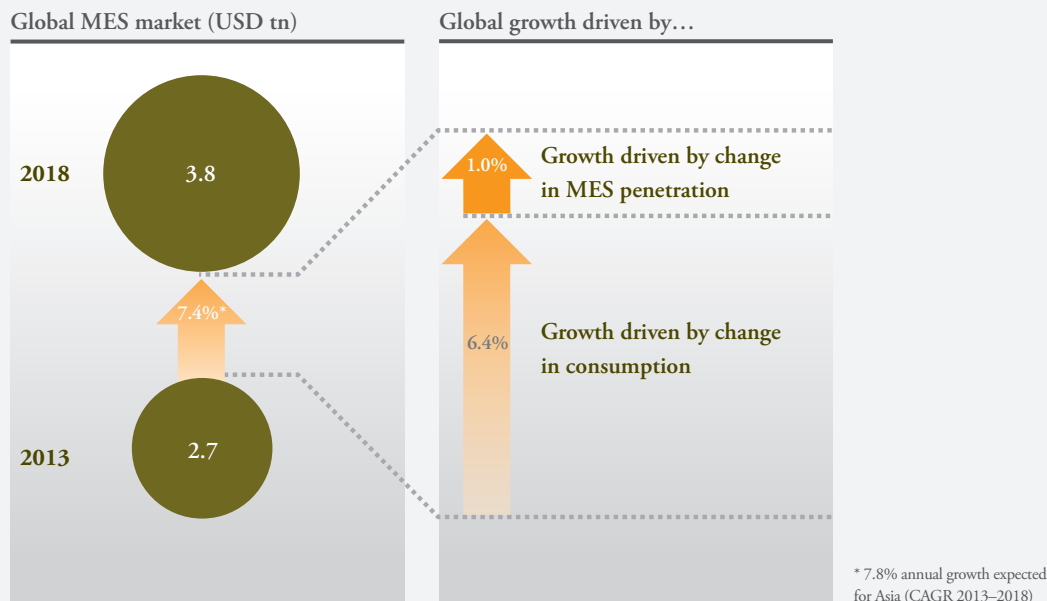 Global MES market (USD tn)
2018
3.8
7.4%*
2013
2.7
Global growth driven by…
1.0%
Growth driven by change
in MES penetration
6.4%
Growth driven by change
in consumption
* 7.8% annual growth expected
for Asia (CAGR 2013–2018)